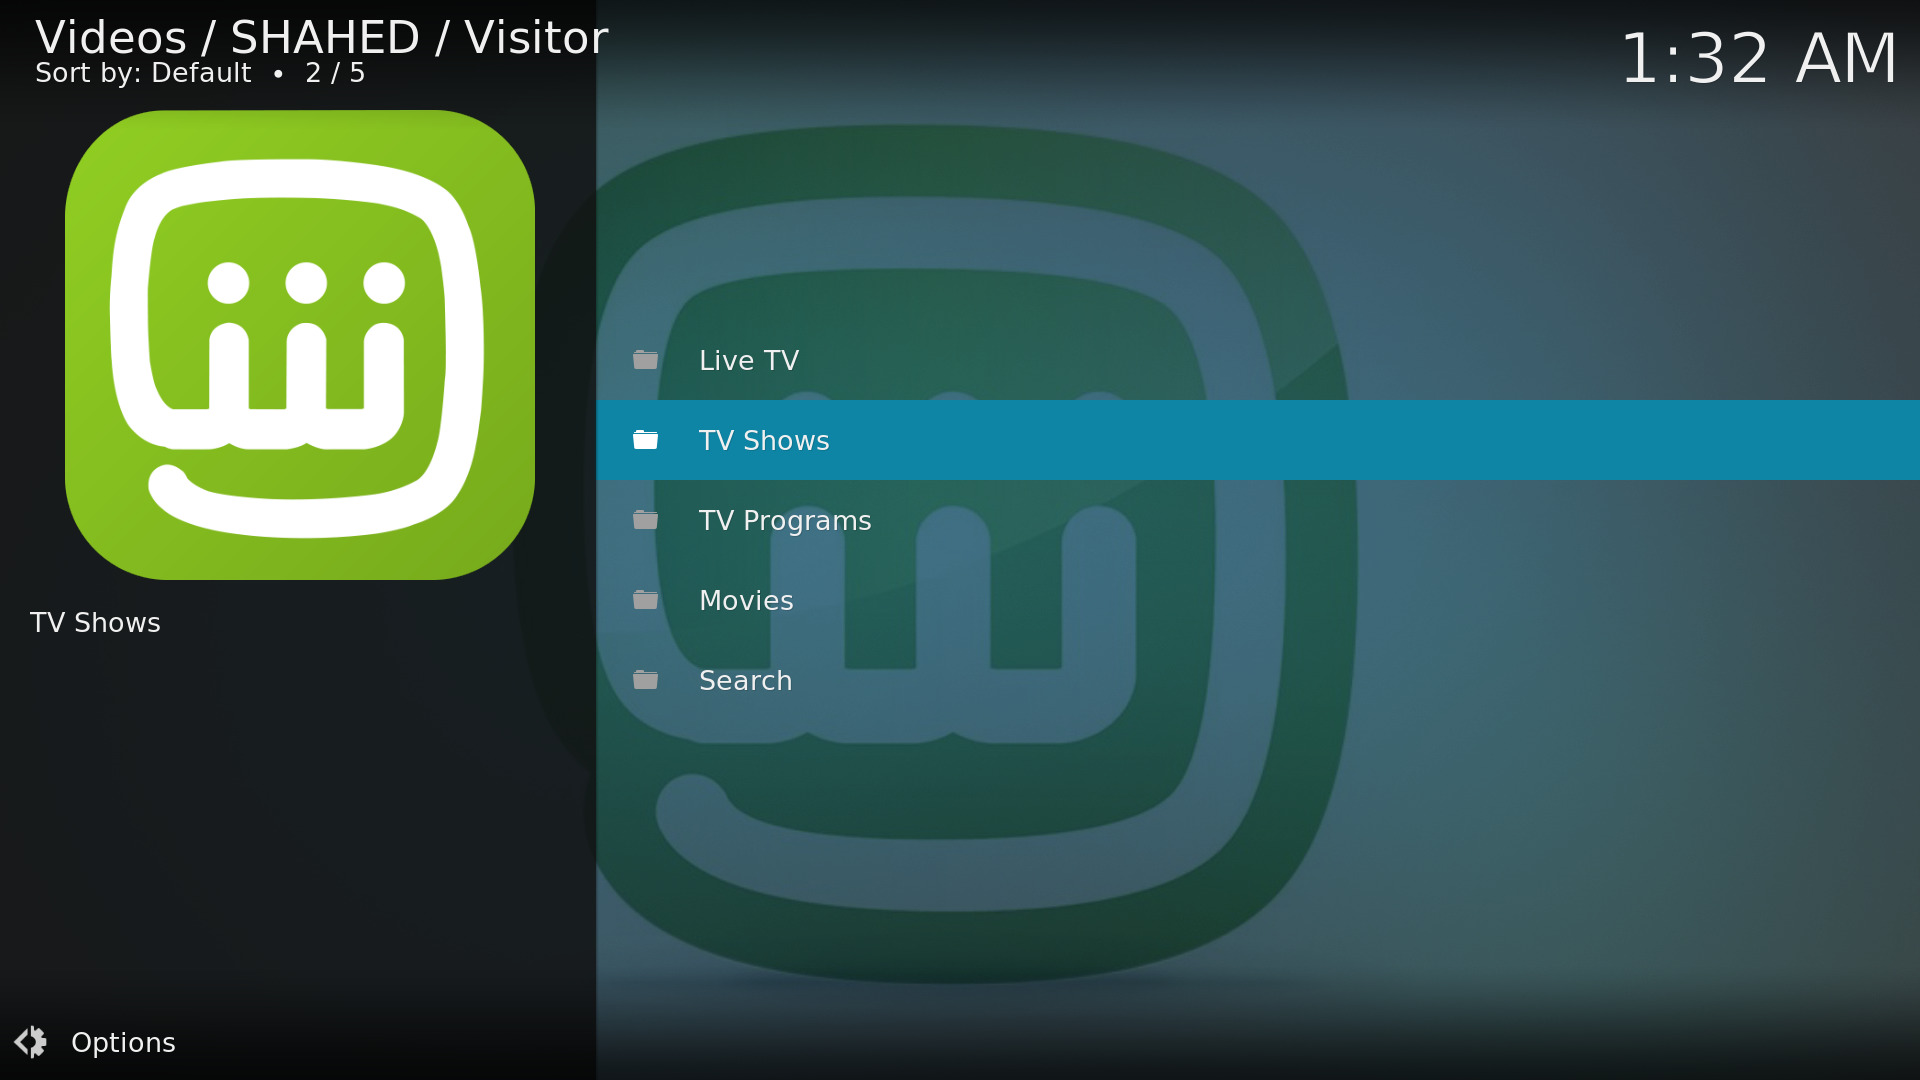 Videos / SHAHED / Visitor
Sort by: Default • 2 / 5
1:32 AM
Live TV
TV Shows
TV Programs
Movies
Search
TV Shows
Options